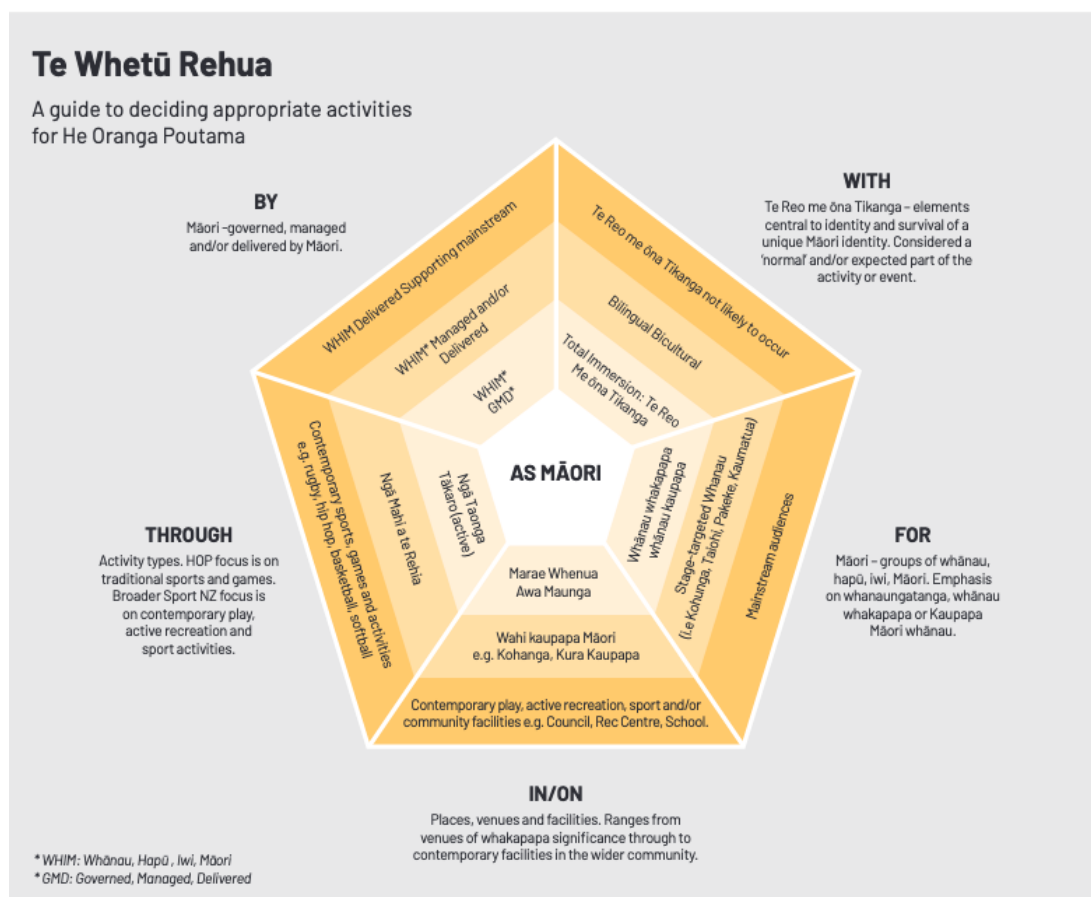 Te Whetū Rehua
A guide to deciding appropriate activities
for He Oranga Poutama
BY
Māori -governed, managed
and/or delivered by Māori.
WITH
Te Reo me ōna Tikanga – elements
central to identity and survival of a
unique Māori identity. Considered a
'normal' and/or expected part of the
activity or event.
WHIM Delivered Supporting mainstream
WHIM* Managed and/or
Delivered
WHIM*
GMD*
Te Reo me ōna Tikanga not likely to occur
Bilingual Bicultural
Total Immersion: Te Reo
Me ōna Tikanga
AS MĀORI
Contemporary sports, games and activities
e.g. rugby, hip hop, basketball, softball
Ngā Mahi a te Rehia
Ngā Taonga
Tākaro (active)
Whānau whakapapa
whānau kaupapa
Stage-targeted Whanau
(i.e Kohunga, Taiohi, Pakeke, Kaumatua)
Mainstream audiences
THROUGH
Activity types. HOP focus is on
traditional sports and games.
Broader Sport NZ focus is
on contemporary play,
active recreation and
sport activities.
FOR
Māori – groups of whānau,
hapū, iwi, Māori. Emphasis
on whanaungatanga, whānau
whakapapa or Kaupapa
Māori whānau.
Marae Whenua
Awa Maunga
Wahi kaupapa Māori
e.g. Kohanga, Kura Kaupapa
Contemporary play, active recreation, sport and/or
community facilities e.g. Council, Rec Centre, School.
IN/ON
Places, venues and facilities. Ranges from
venues of whakapapa significance through to
contemporary facilities in the wider community.
* WHIM: Whānau, Hapū , Iwi, Māori
* GMD: Governed, Managed, Delivered